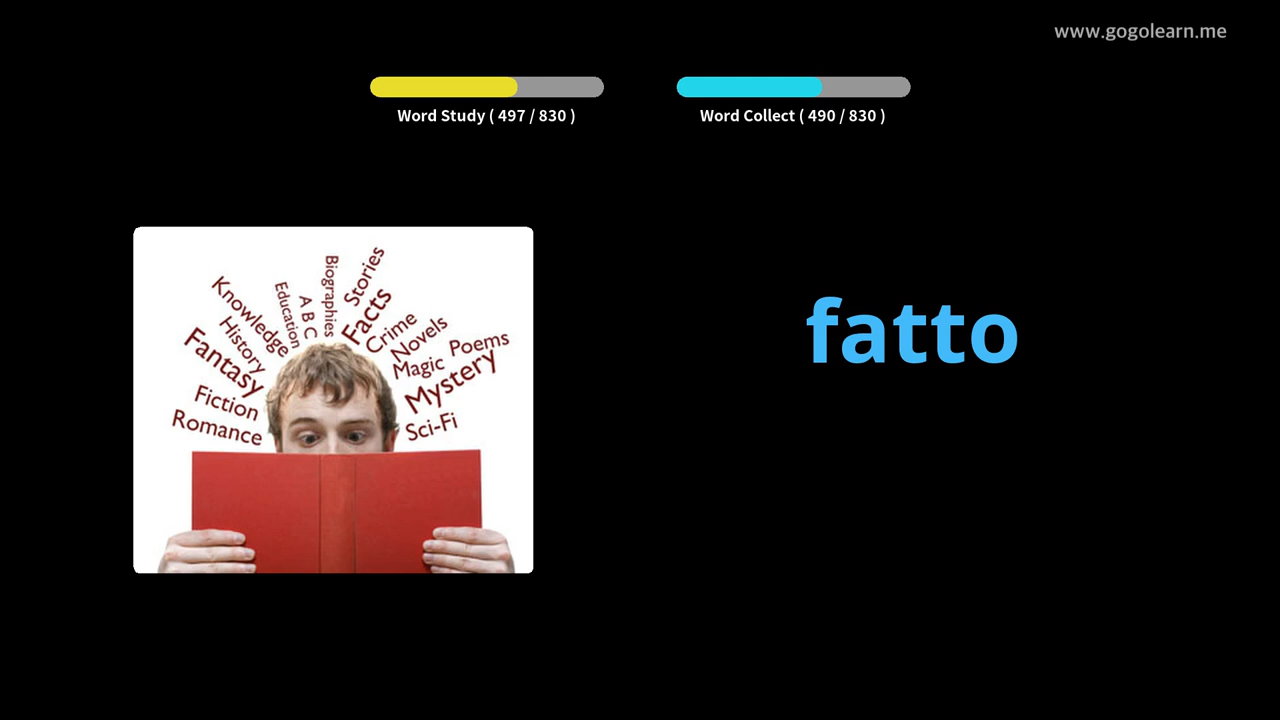 www.gogolearn.me
Word Study ( 497 / 830 )
Word Collect ( 490 / 830 )
Romance
Fiction
Fantasy
History
Knowledge
Education
A B C
Biographies
Stories
Facts
Crime
Novels
Magic
Poems
Mystery
Sci-Fi
fatto